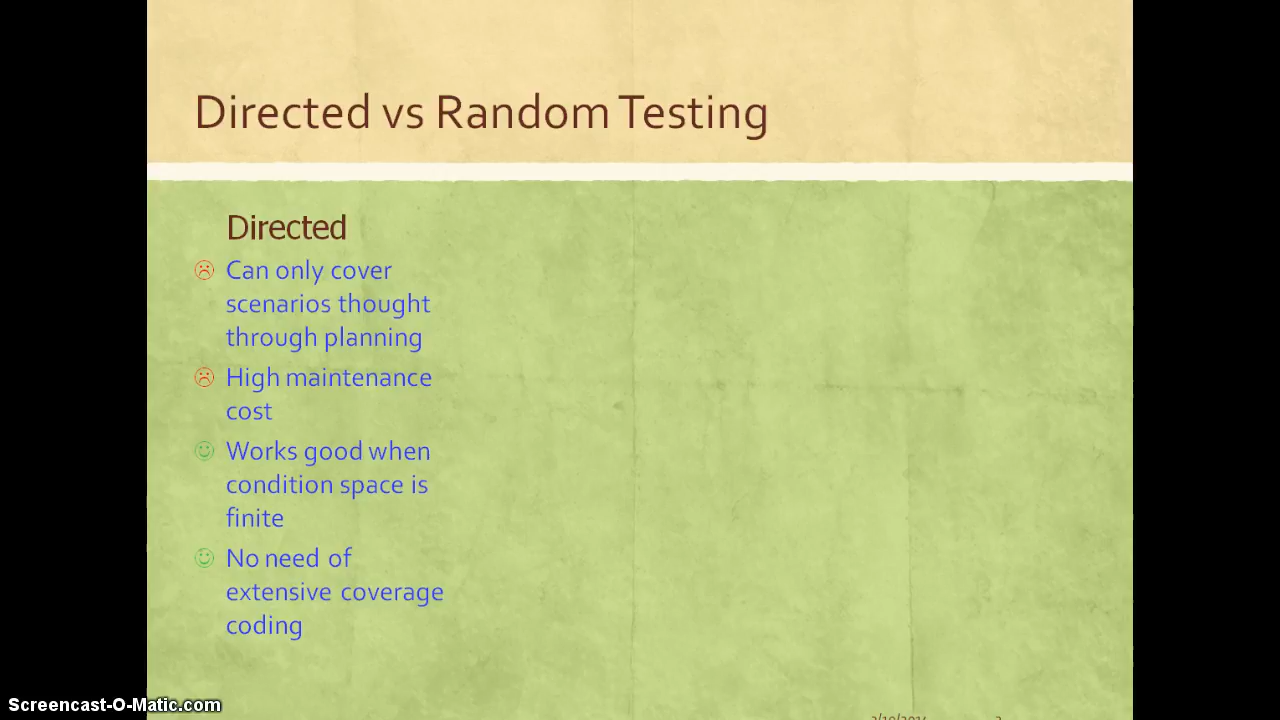 Directed vs Random Testing
Directed
Can only cover
scenarios thought
through planning
High maintenance
cost
Works good when
condition space is
finite
No need of
extensive coverage
coding
Screencast-O-Matic.com